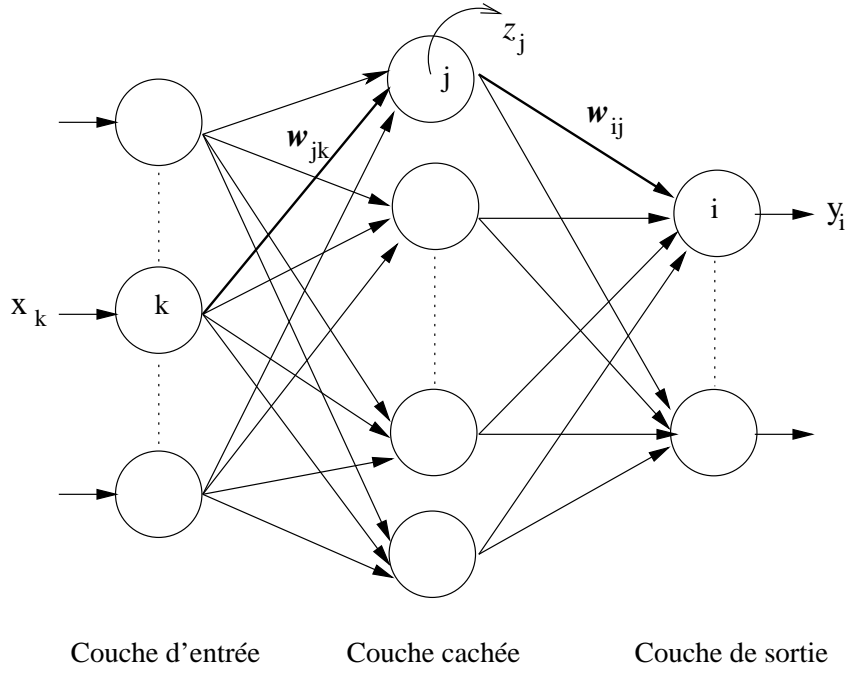 z_j
j
w_jk
w_ij
i
y_i
x_k
k
Couche d'entrée
Couche cachée
Couche de sortie